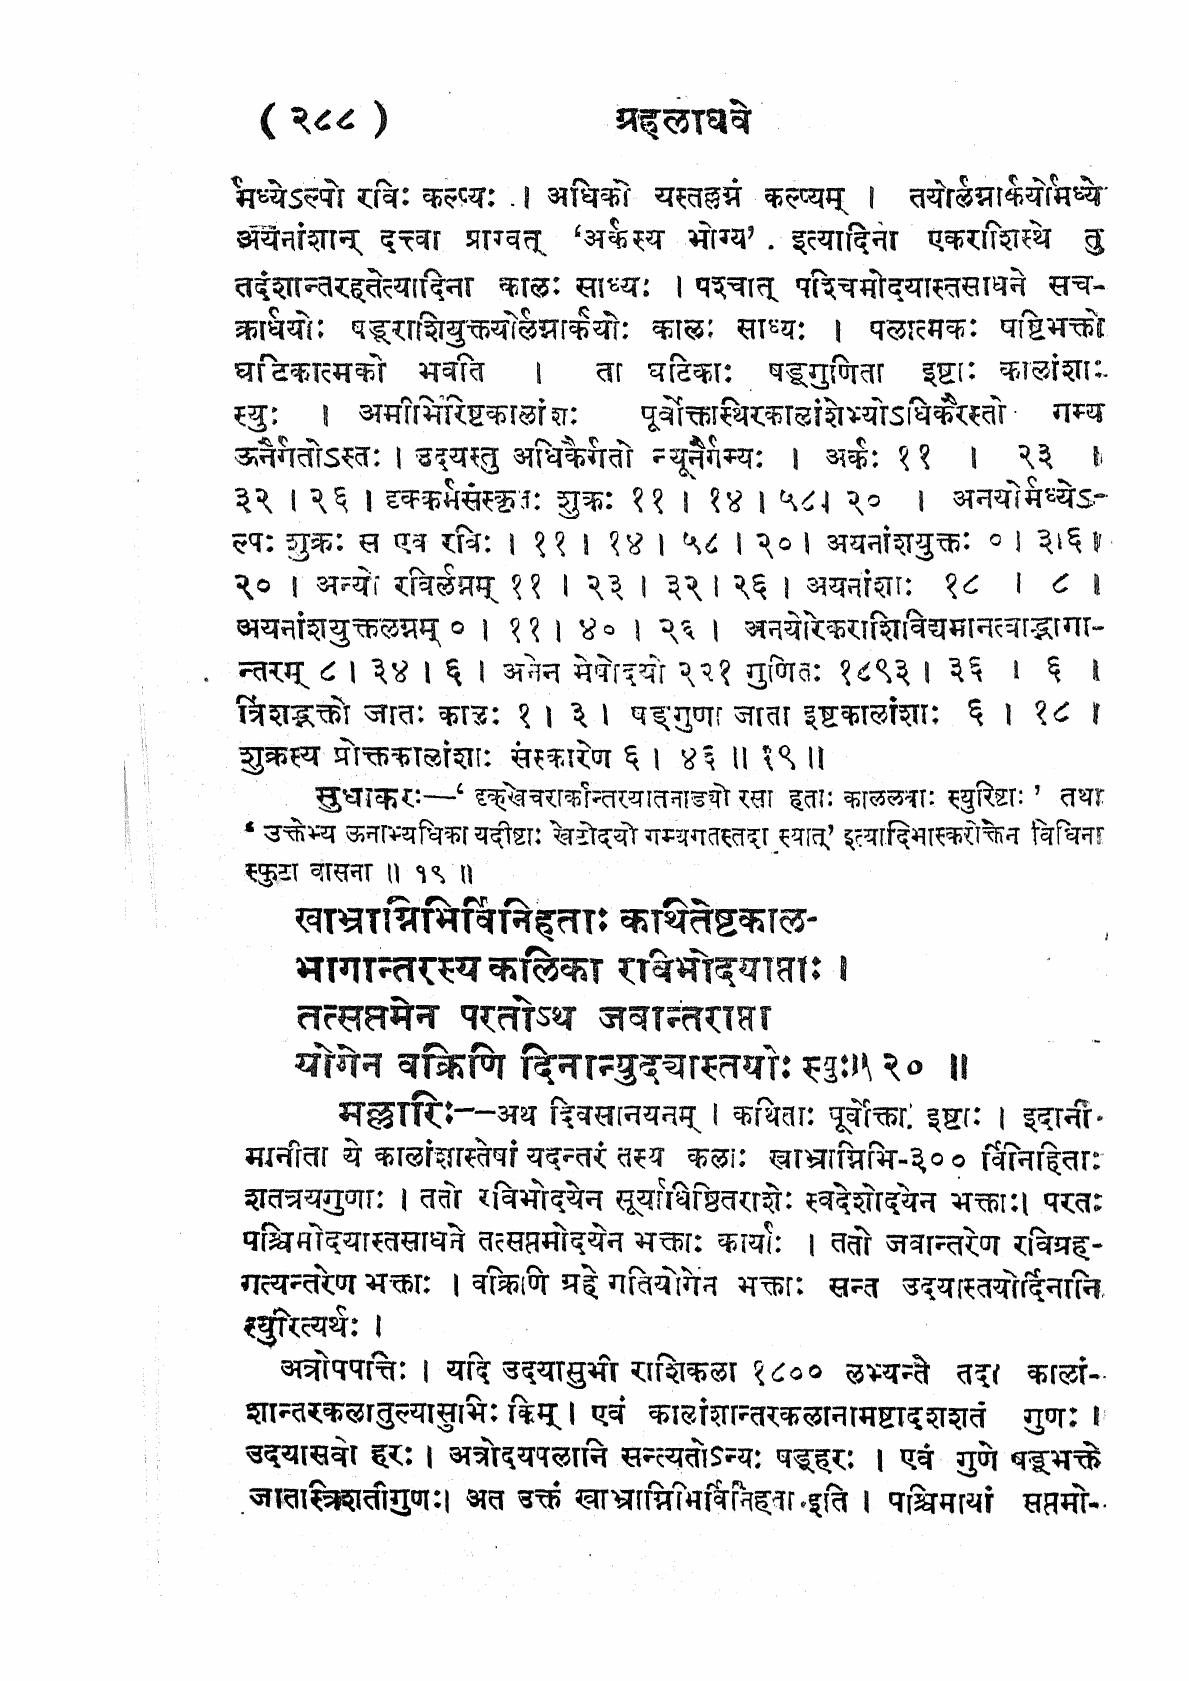 ( २८८ ) ग्रहलाघवे
र्मध्येऽल्पो रविः कल्प्यः । अधिको यस्तल्लग्नं कल्प्यम् । तयोर्लग्नार्कयोर्मध्ये
अयनांशान् दत्त्वा प्राग्वत् ‘अर्कस्य भोग्य’ इत्यादिना एकराशिस्थे तु
तदंशान्तरहतेत्यादिना कालः साध्यः । पश्चात् पश्चिमोदयास्तसाधने सच-
क्रार्धयोः षड्राशियुक्तयोर्लग्नार्कयोः कालः साध्यः । पलात्मकः षष्टिभक्तो
घटिकात्मको भवति । ता घटिकाः षड्गुणिता इष्टाः कालांशाः
स्युः । अमीभिरिष्टकालांशः पूर्वोक्तास्थिरकालांशेभ्योऽधिकैरस्तो गम्य
ऊनैर्गतोऽस्तः । उदयस्तु अधिकैर्गतो न्यूनैर्गम्यः । अर्कः ११ । २३ ।
३२ । २६ । दृक्कर्मसंस्कृतः शुक्रः ११ । १४ । ५८ । २० । अनयोर्मध्येऽ-
ल्पः शुक्रः स एव रविः । ११ । १४ । ५८ । २० । अयनांशयुक्तः ० । ३ । ६ ।
२० । अन्यो रविर्लग्नम् ११ । २३ । ३२ । २६ । अयनांशाः १८ । ८ ।
अयनांशयुक्तलग्नम् ० । ११ । ४० । २६ । अनयोरेकराशिविद्यमानत्वाद्भागा-
न्तरम् ८ । ३४ । ६ । अनेन मेषोदयो २२१ गुणितः १८९३ । ३६ । ६ ।
त्रिंशद्भक्तो जातः कालः १ । ३ । षड्गुणा जाता इष्टकालांशाः ६ । १८ ।
शुक्रस्य प्रोक्तकालांशाः संस्कारेण ६ । ४६ ॥ १९ ॥
सुधाकरः—‘ दृक्खेचरार्कान्तरयातनाड्यो रसा हताः काललवाः स्युरिष्टाः ’ तथा
‘ उक्तेभ्य ऊनाभ्यधिका यदीष्टाः खेटोदयो गम्यगतस्तदा स्यात्’ इत्यादिभास्करोक्तेन विधिना
स्फुटा वासना ॥ १९ ॥
खाभ्राग्निभिर्विनिहताः कथितेष्टकाल-
भागान्तरस्य कलिका रविभोदयाप्ताः ।
तत्सप्तमेन परतोऽथ जवान्तराप्ता
योगेन वक्रिणि दिनान्युदयास्तयोः स्युः॥ २० ॥
मल्लारिः--अथ दिवसानयनम् । कथिताः पूर्वोक्ता इष्टाः । इदानी-
मानीता ये कालांशास्तेषां यदन्तरं तस्य कलाः खाभ्राग्निभि-३०० र्विनिहिताः
शतत्रयगुणाः । ततो रविभोदयेन सूर्याधिष्ठितराशेः स्वदेशोदयेन भक्ताः। परतः
पश्चिमोदयास्तसाधने तत्सप्तमोदयेन भक्ताः कार्याः । ततो जवान्तरेण रविग्रह-
गत्यन्तरेण भक्ताः । वक्रिणि ग्रहे गतियोगेन भक्ताः सन्त उदयास्तयोर्दिनानि
स्युरित्यर्थः ।
अत्रोपपत्तिः । यदि उदयासुभी राशिकला १८०० लभ्यन्ते तदा कालां-
शान्तरकलातुल्यासुभिः किम् । एवं कालांशान्तरकलानामष्टादशशतं गुणः ।
उदयासवो हरः । अत्रोदयपलानि सन्त्यतोऽन्यः षड्हरः । एवं गुणे षड्भक्ते
जातास्त्रिशतीगुणः। अत उक्तं खाभ्राग्निभिर्विनिहता इति । पश्चिमायां सप्तमो-